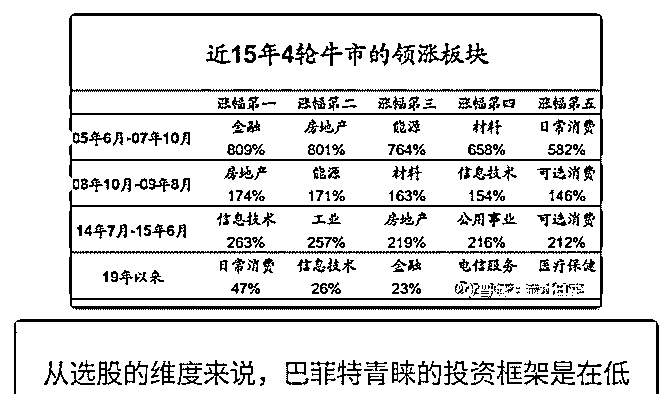 近15年4轮牛市的领涨板块
涨幅第一 涨幅第二 涨幅第三 涨幅第四 涨幅第五
05年6月-07年10月 金融 房地产 能源 材料 日常消费
809% 801% 764% 658% 582%
08年10月-09年8月 房地产 能源 材料 信息技术 可选消费
174% 171% 163% 154% 146%
14年7月-15年6月 信息技术 工业 房地产 公用事业 可选消费
263% 257% 219% 216% 212%
19年以来 日常消费 信息技术 金融 电信服务 医疗保健
47% 26% 23%
从选股的维度来说，巴菲特青睐的投资框架是在低